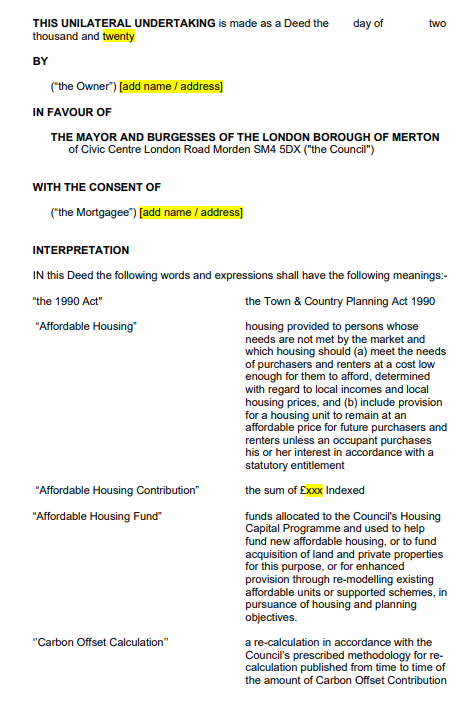 THIS UNILATERAL UNDERTAKING is made as a Deed the day of two
thousand and twenty
BY
("the Owner") [add name / address]
IN FAVOUR OF
THE MAYOR AND BURGESSES OF THE LONDON BOROUGH OF MERTON
of Civic Centre London Road Morden SM4 5DX ("the Council")
WITH THE CONSENT OF
("the Mortgagee") [add name / address]
INTERPRETATION
IN this Deed the following words and expressions shall have the following meanings:-
"the 1990 Act" the Town & Country Planning Act 1990
"Affordable Housing" housing provided to persons whose
needs are not met by the market and
which housing should (a) meet the needs
of purchasers and renters at a cost low
enough for them to afford, determined
with regard to local incomes and local
housing prices, and (b) include provision
for a housing unit to remain at an
affordable price for future purchasers and
renters unless an occupant purchases
his or her interest in accordance with a
statutory entitlement
"Affordable Housing Contribution" the sum of £xxx Indexed
"Affordable Housing Fund" funds allocated to the Council's Housing
Capital Programme and used to help
fund new affordable housing, or to fund
acquisition of land and private properties
for this purpose, or for enhanced
provision through re-modelling existing
affordable units or supported schemes, in
pursuance of housing and planning
objectives.
''Carbon Offset Calculation'' a re-calculation in accordance with the
Council's prescribed methodology for re-
calculation published from time to time of
the amount of Carbon Offset Contribution